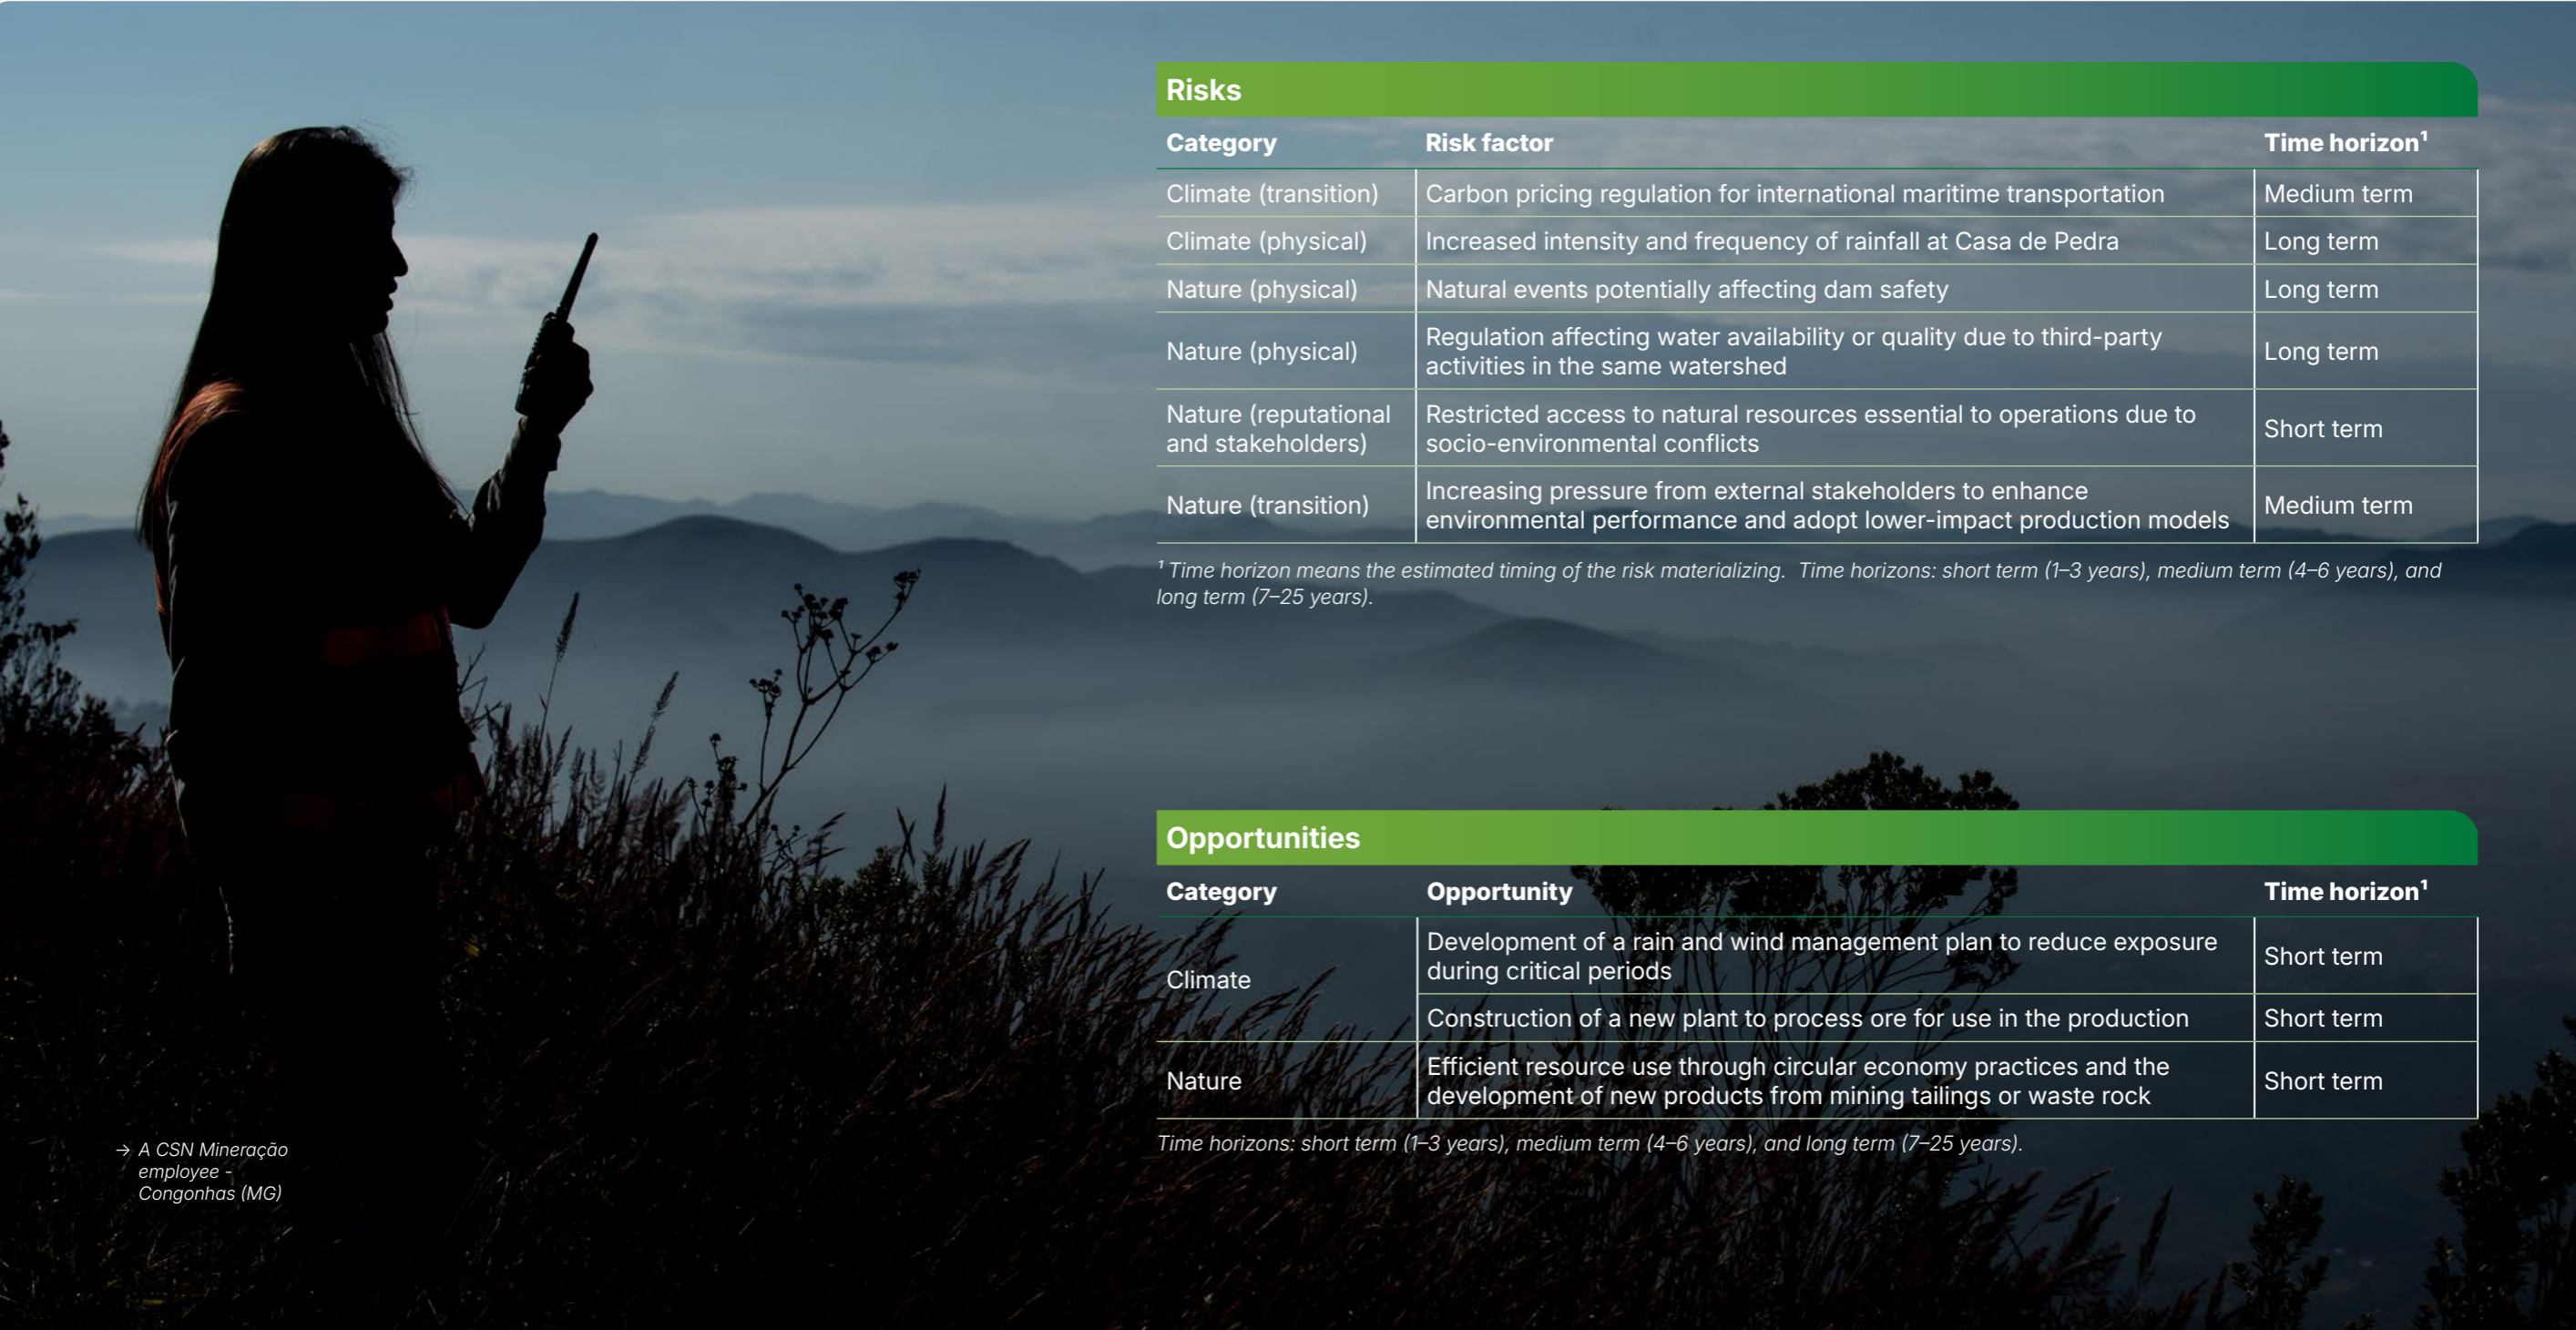 Risks
Category Risk factor Time horizon¹
Climate (transition) Carbon pricing regulation for international maritime transportation Medium term
Climate (physical) Increased intensity and frequency of rainfall at Casa de Pedra Long term
Nature (physical) Natural events potentially affecting dam safety Long term
Nature (physical) Regulation affecting water availability or quality due to third-party
activities in the same watershed Long term
Nature (reputational
and stakeholders) Restricted access to natural resources essential to operations due to
socio-environmental conflicts Short term
Nature (transition) Increasing pressure from external stakeholders to enhance
environmental performance and adopt lower-impact production models Medium term
¹ Time horizon means the estimated timing of the risk materializing. Time horizons: short term (1–3 years), medium term (4–6 years), and
long term (7–25 years).
Opportunities
Category Opportunity Time horizon¹
Climate Development of a rain and wind management plan to reduce exposure
during critical periods Short term
Construction of a new plant to process ore for use in the production Short term
Nature Efficient resource use through circular economy practices and the
development of new products from mining tailings or waste rock Short term
Time horizons: short term (1–3 years), medium term (4–6 years), and long term (7–25 years).
→ A CSN Mineração
employee -
Congonhas (MG)